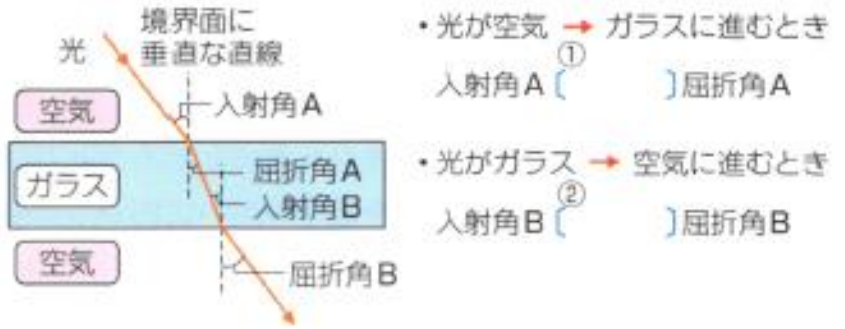 境界面に
垂直な直線
光
入射角A
空気
屈折角A
ガラス
入射角B
空気
屈折角B
・光が空気 → ガラスに進むとき
①
入射角A〔　　　〕屈折角A
・光がガラス → 空気に進むとき
②
入射角B〔　　　〕屈折角B